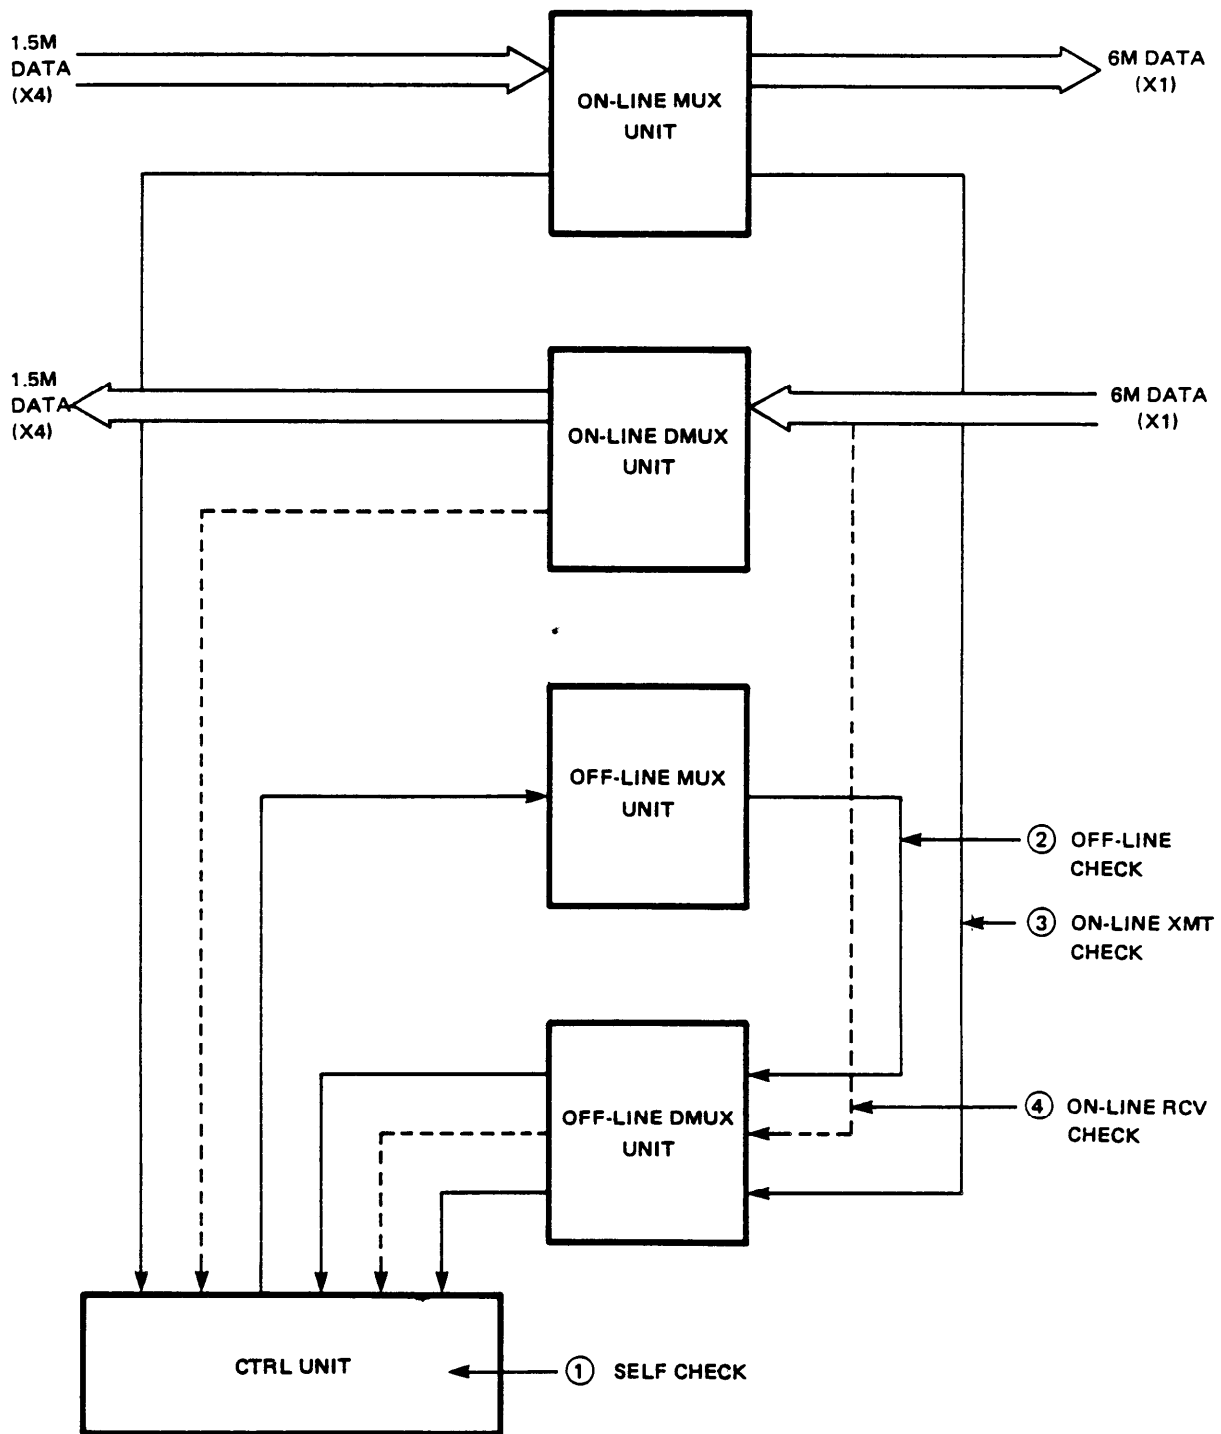 1.5M
DATA
(X4)
ON-LINE MUX
UNIT
6M DATA
(X1)
1.5M
DATA
(X4)
ON-LINE DMUX
UNIT
6M DATA
(X1)
OFF-LINE MUX
UNIT
2 OFF-LINE
CHECK
3 ON-LINE XMT
CHECK
OFF-LINE DMUX
UNIT
4 ON-LINE RCV
CHECK
CTRL UNIT
1 SELF CHECK